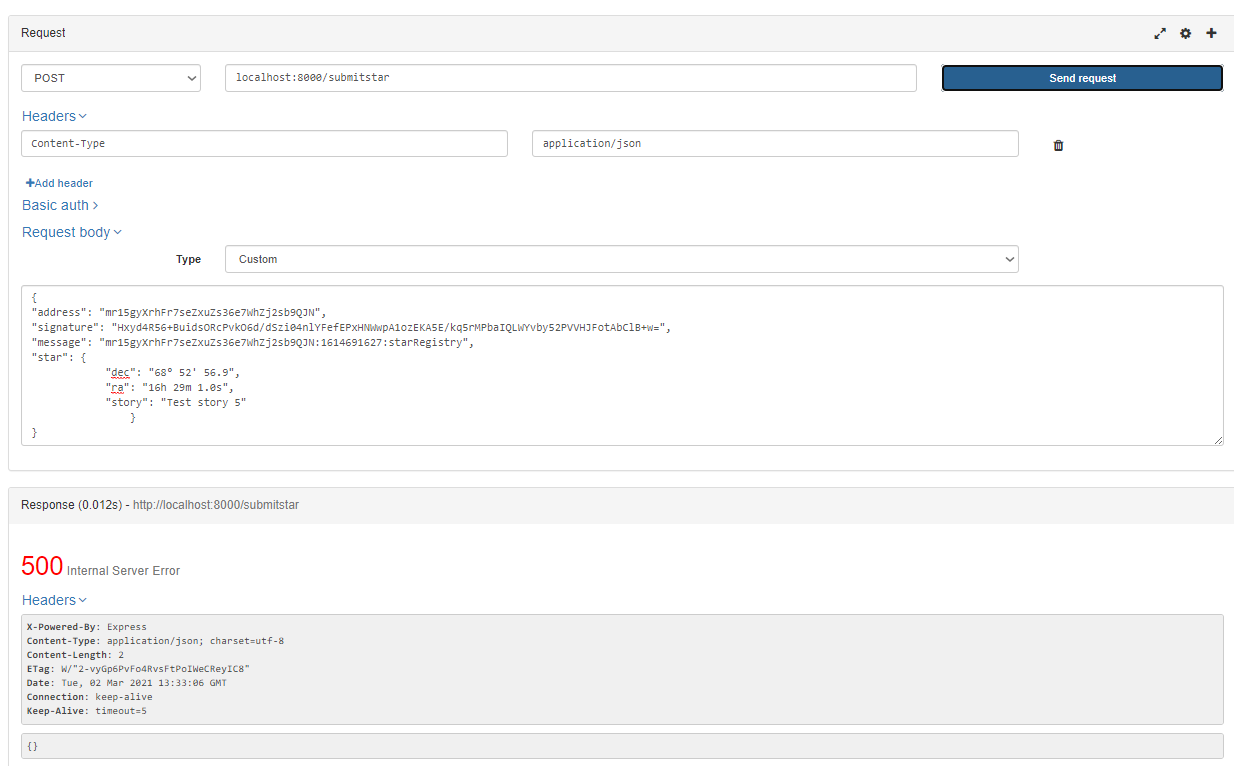 Request
POST localhost:8000/submitstar Send request
Headers
Content-Type application/json
+Add header
Basic auth
Request body
Type Custom
{
"address": "mr15gyXrhFr7seZxuZs36e7WhZj2sb9QJN",
"signature": "Hxyd4R56+BuidsORcPvkO6d/dSzi04nlYFefEPxHNWwpA1ozEKA5E/kq5rMPbaIQLWYvby52PVVHJFotAbClB+w=",
"message": "mr15gyXrhFr7seZxuZs36e7WhZj2sb9QJN:1614691627:starRegistry",
"star": {
"dec": "68° 52' 56.9",
"ra": "16h 29m 1.0s",
"story": "Test story 5"
}
}
Response (0.012s) - http://localhost:8000/submitstar
500 Internal Server Error
Headers
X-Powered-By: Express
Content-Type: application/json; charset=utf-8
Content-Length: 2
ETag: W/"2-vyGp6PvFo4RvsFtPoIWeCReyIC8"
Date: Tue, 02 Mar 2021 13:33:06 GMT
Connection: keep-alive
Keep-Alive: timeout=5
{}